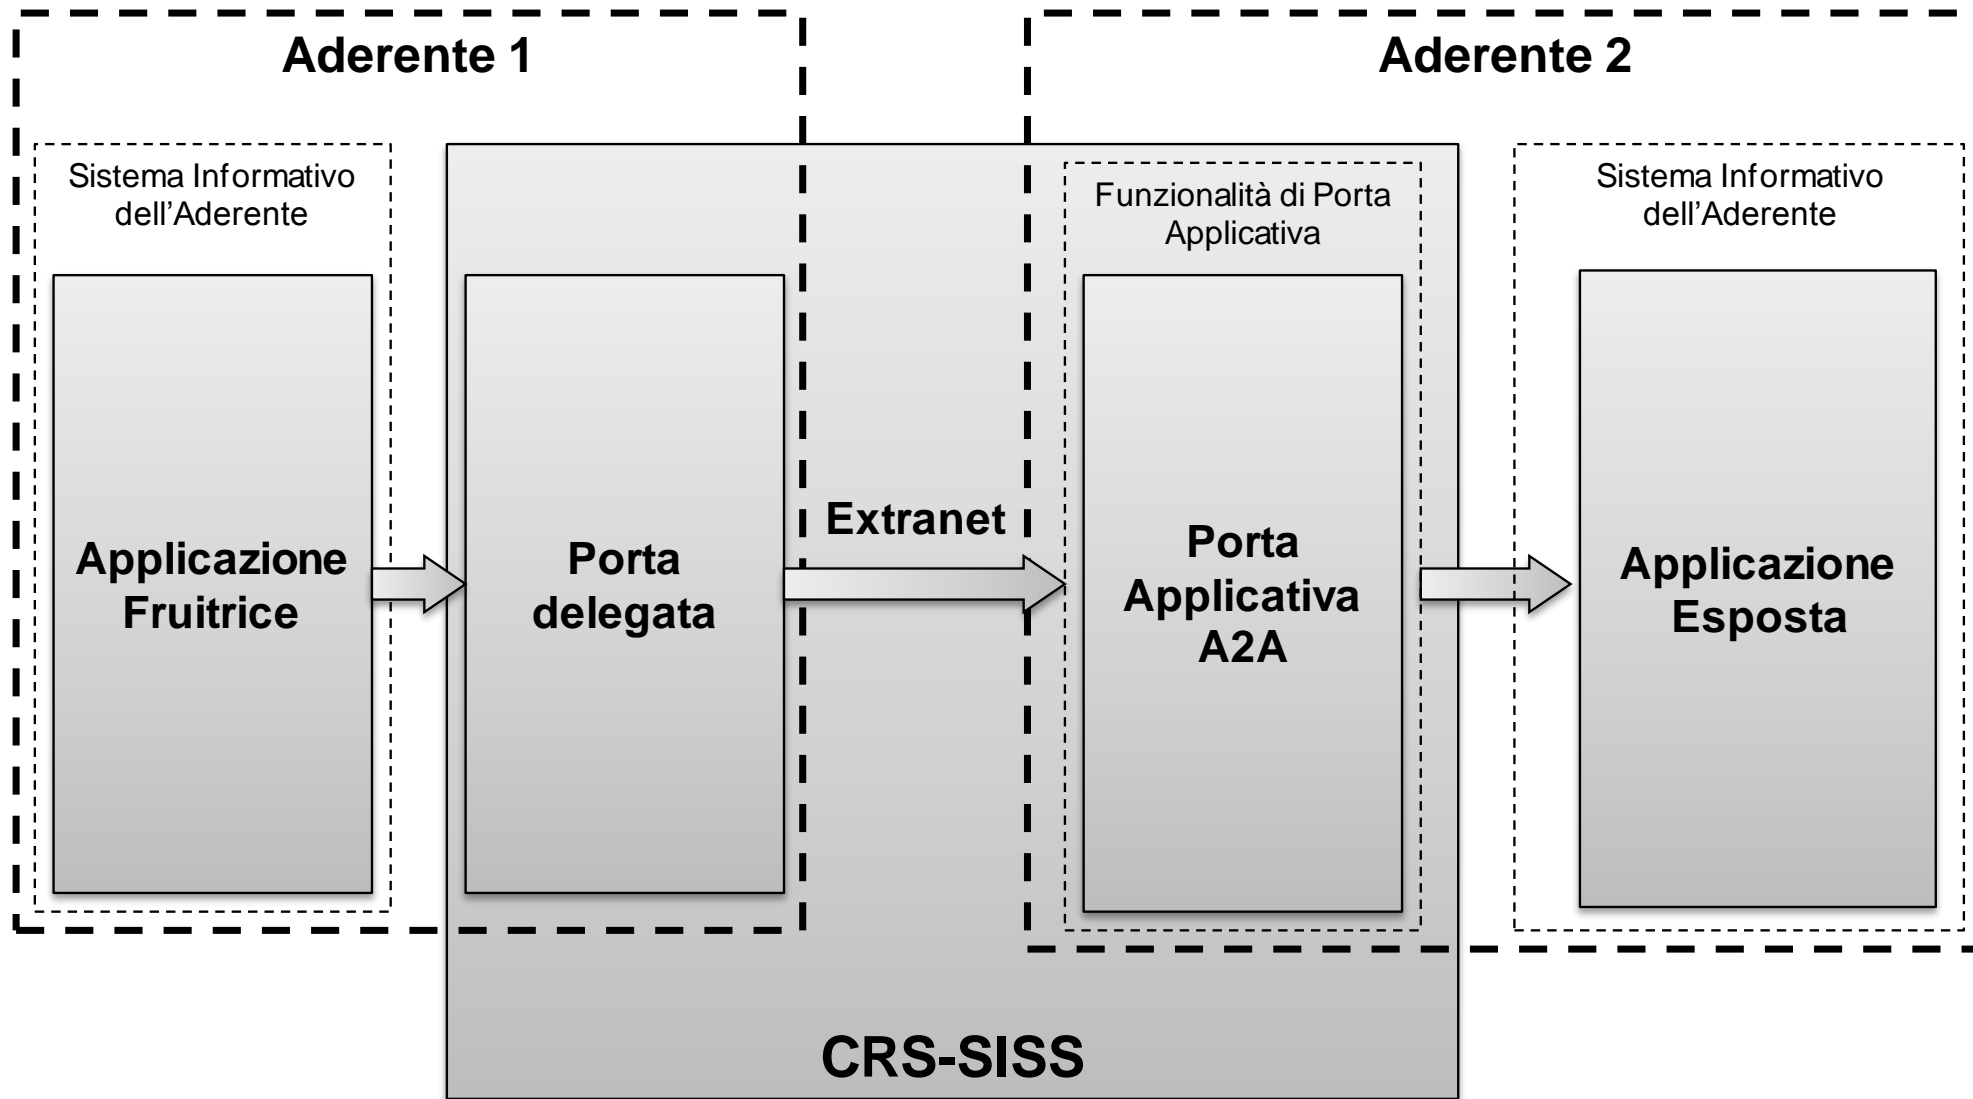 Aderente 1
Aderente 2
Sistema Informativo
dell’Aderente
Funzionalità di Porta
Applicativa
Sistema Informativo
dell’Aderente
Applicazione
Fruitrice
Porta
delegata
Extranet
Porta
Applicativa
A2A
Applicazione
Esposta
CRS-SISS